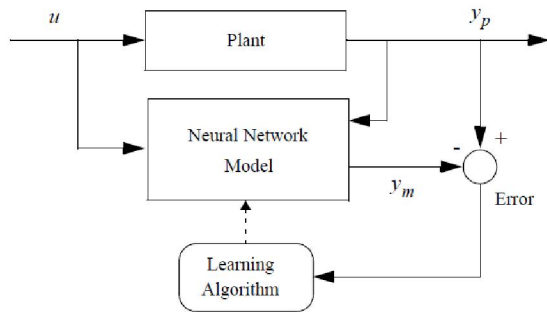 u
y_p
Plant
Neural Network
Model
- +
y_m
Error
Learning
Algorithm